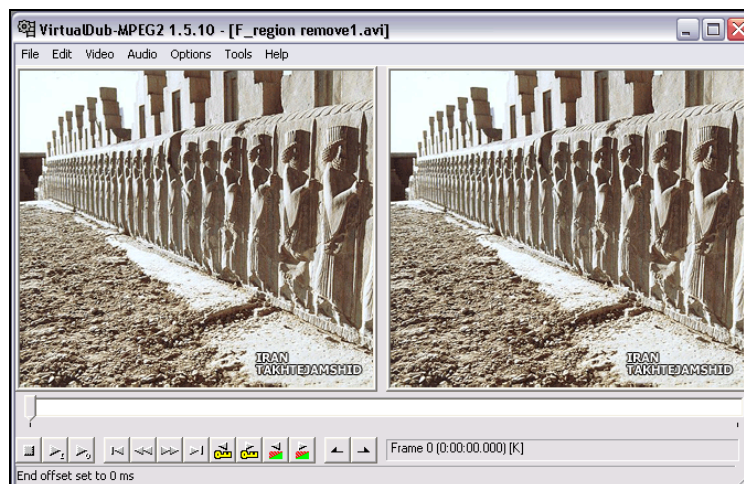 VirtualDub-MPEG2 1.5.10 - [F_region remove1.avi]
File Edit Video Audio Options Tools Help
IRAN
TAKHTEJAMSHID
IRAN
TAKHTEJAMSHID
Frame 0 (0:00:00.000) [K]
End offset set to 0 ms